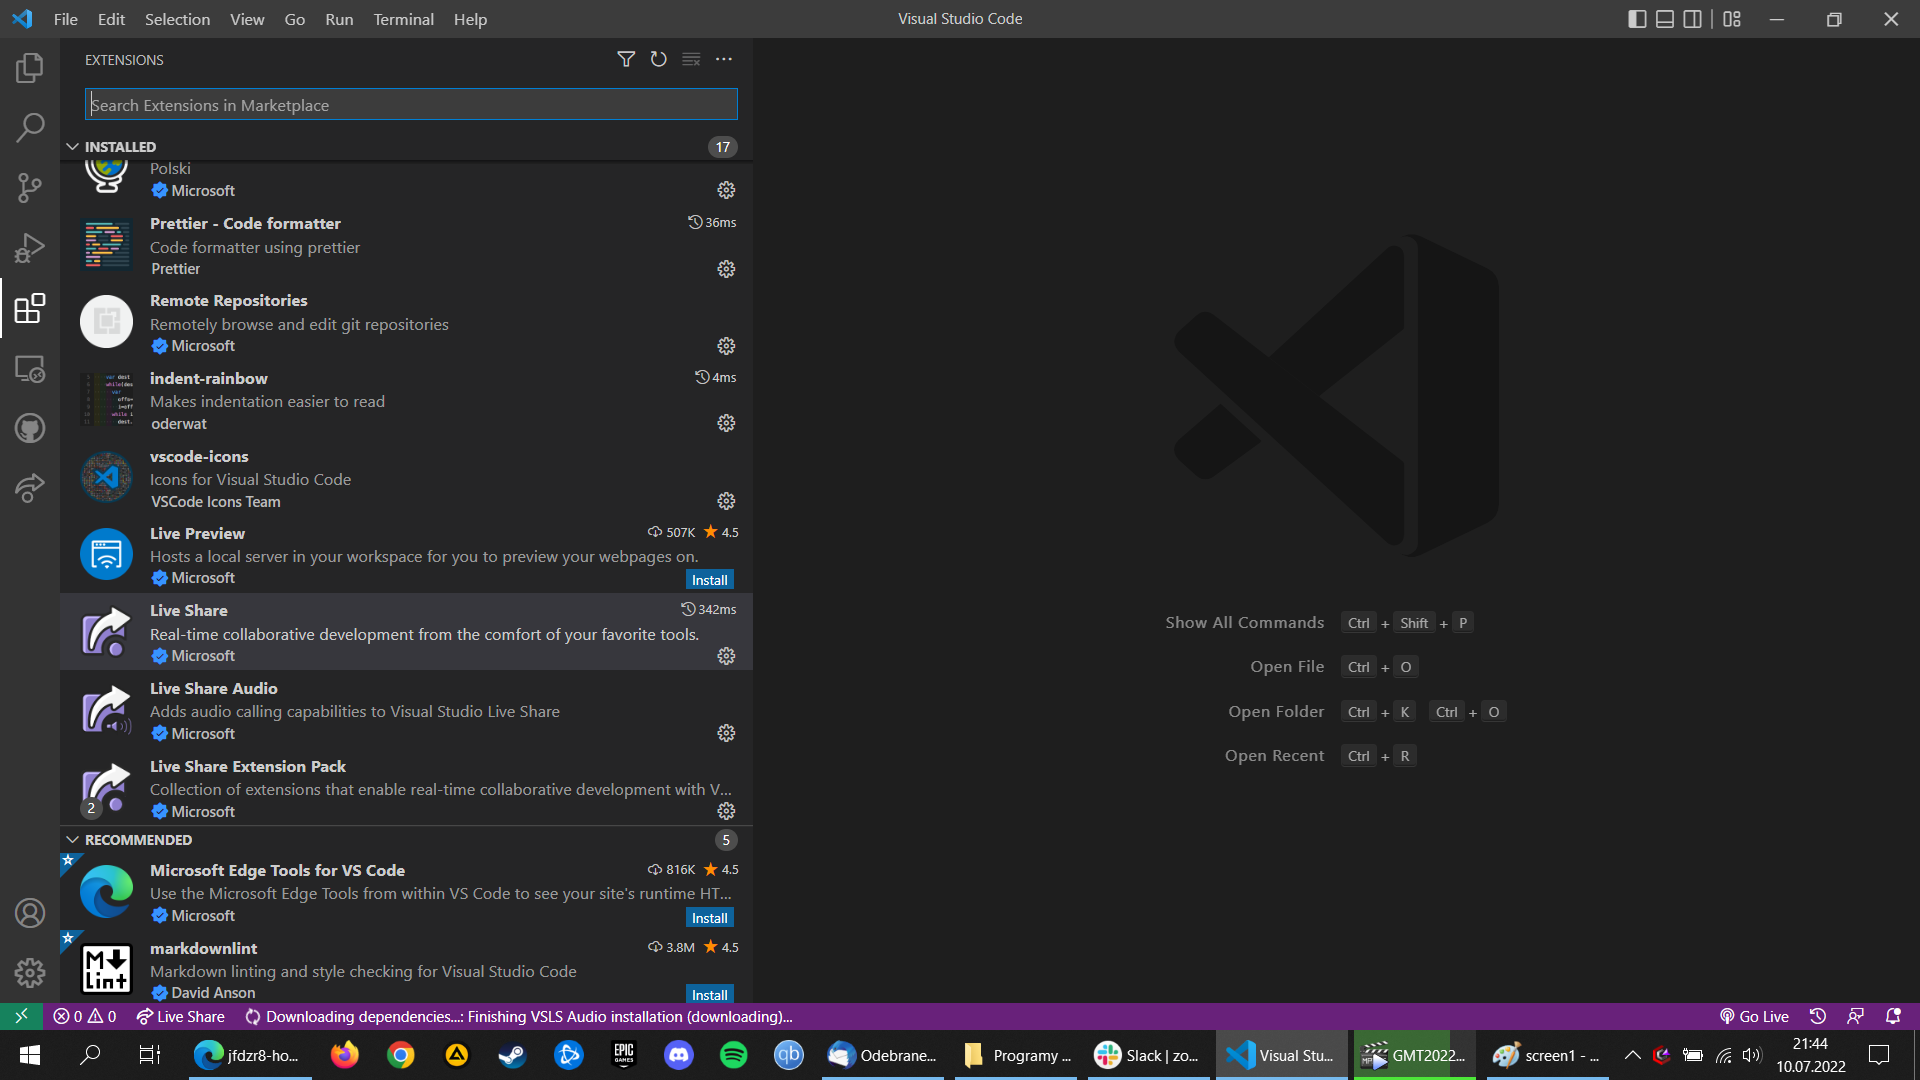 File Edit Selection View Go Run Terminal Help
Visual Studio Code
EXTENSIONS
Search Extensions in Marketplace
INSTALLED 17
Polski
Microsoft
Prettier - Code formatter 36ms
Code formatter using prettier
Prettier
Remote Repositories
Remotely browse and edit git repositories
Microsoft
indent-rainbow 4ms
Makes indentation easier to read
oderwat
vscode-icons
Icons for Visual Studio Code
VSCode Icons Team
Live Preview 507K 4.5
Hosts a local server in your workspace for you to preview your webpages on.
Microsoft Install
Live Share 342ms
Real-time collaborative development from the comfort of your favorite tools.
Microsoft
Live Share Audio
Adds audio calling capabilities to Visual Studio Live Share
Microsoft
Live Share Extension Pack
Collection of extensions that enable real-time collaborative development with V...
2
Microsoft
RECOMMENDED 5
Microsoft Edge Tools for VS Code 816K 4.5
Use the Microsoft Edge Tools from within VS Code to see your site's runtime HT...
Microsoft Install
markdownlint 3.8M 4.5
Markdown linting and style checking for Visual Studio Code
David Anson Install
M lint
Show All Commands Ctrl + Shift + P
Open File Ctrl + O
Open Folder Ctrl + K Ctrl + O
Open Recent Ctrl + R
0 0 Live Share Downloading dependencies...: Finishing VSLS Audio installation (downloading)... Go Live
jfdzr8-ho... EPIC GAMES qb Odebrane... Programy ... Slack | zo... Visual Stu... GMT2022... screen1 - ...
21:44
10.07.2022